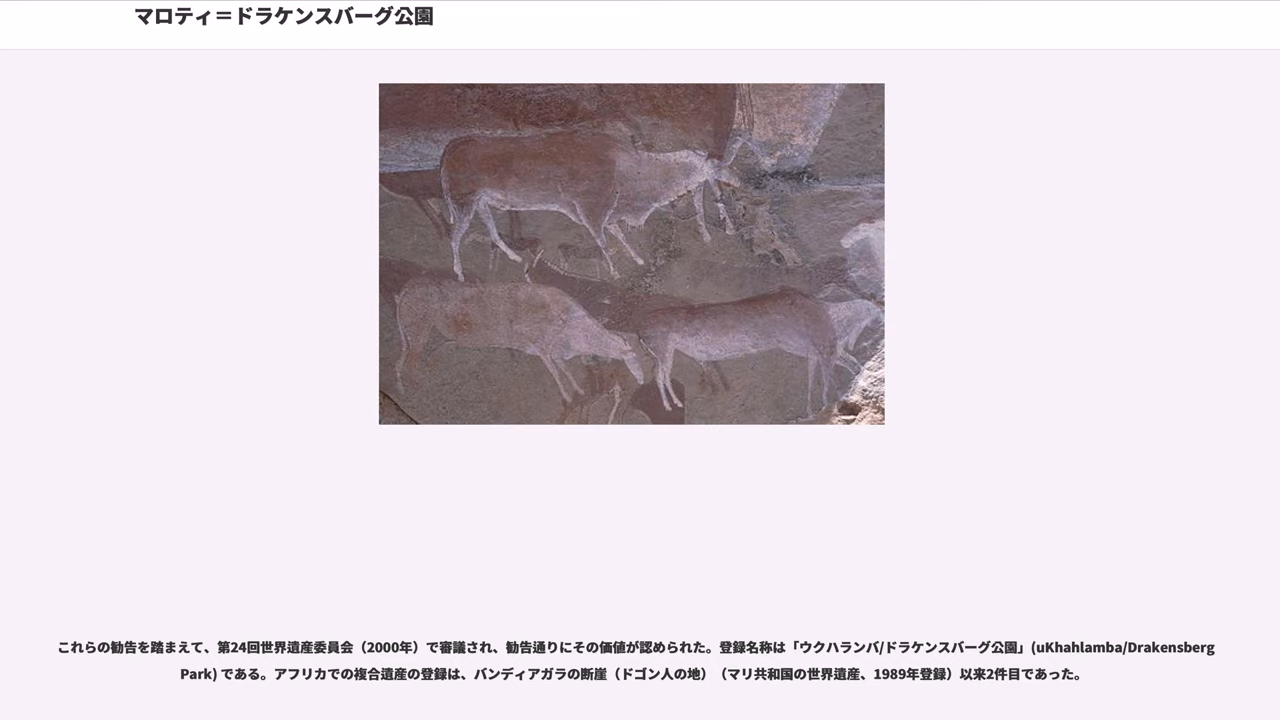 マロティ＝ドラケンスバーグ公園
これらの勧告を踏まえて、第24回世界遺産委員会（2000年）で審議され、勧告通りにその価値が認められた。登録名称は「ウクハランバ/ドラケンスバーグ公園」(uKhahlamba/Drakensberg
Park) である。アフリカでの複合遺産の登録は、バンディアガラの断崖（ドゴン人の地）（マリ共和国の世界遺産、1989年登録）以来2件目であった。